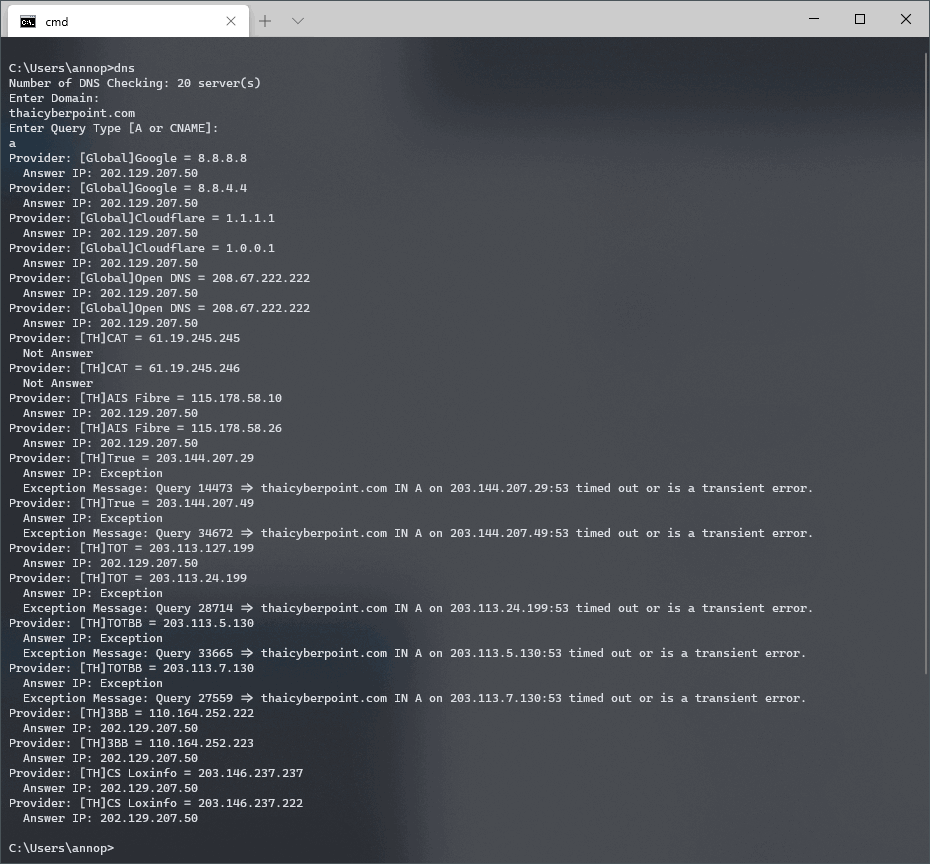 cmd
C:\Users\annop>dns
Number of DNS Checking: 20 server(s)
Enter Domain:
thaicyberpoint.com
Enter Query Type [A or CNAME]:
a
Provider: [Global]Google = 8.8.8.8
  Answer IP: 202.129.207.50
Provider: [Global]Google = 8.8.4.4
  Answer IP: 202.129.207.50
Provider: [Global]Cloudflare = 1.1.1.1
  Answer IP: 202.129.207.50
Provider: [Global]Cloudflare = 1.0.0.1
  Answer IP: 202.129.207.50
Provider: [Global]Open DNS = 208.67.222.222
  Answer IP: 202.129.207.50
Provider: [Global]Open DNS = 208.67.222.222
  Answer IP: 202.129.207.50
Provider: [TH]CAT = 61.19.245.245
  Not Answer
Provider: [TH]CAT = 61.19.245.246
  Not Answer
Provider: [TH]AIS Fibre = 115.178.58.10
  Answer IP: 202.129.207.50
Provider: [TH]AIS Fibre = 115.178.58.26
  Answer IP: 202.129.207.50
Provider: [TH]True = 203.144.207.29
  Answer IP: Exception
  Exception Message: Query 14473 => thaicyberpoint.com IN A on 203.144.207.29:53 timed out or is a transient error.
Provider: [TH]True = 203.144.207.49
  Answer IP: Exception
  Exception Message: Query 34672 => thaicyberpoint.com IN A on 203.144.207.49:53 timed out or is a transient error.
Provider: [TH]TOT = 203.113.127.199
  Answer IP: 202.129.207.50
Provider: [TH]TOT = 203.113.24.199
  Answer IP: Exception
  Exception Message: Query 28714 => thaicyberpoint.com IN A on 203.113.24.199:53 timed out or is a transient error.
Provider: [TH]TOTBB = 203.113.5.130
  Answer IP: Exception
  Exception Message: Query 33665 => thaicyberpoint.com IN A on 203.113.5.130:53 timed out or is a transient error.
Provider: [TH]TOTBB = 203.113.7.130
  Answer IP: Exception
  Exception Message: Query 27559 => thaicyberpoint.com IN A on 203.113.7.130:53 timed out or is a transient error.
Provider: [TH]3BB = 110.164.252.222
  Answer IP: 202.129.207.50
Provider: [TH]3BB = 110.164.252.223
  Answer IP: 202.129.207.50
Provider: [TH]CS Loxinfo = 203.146.237.237
  Answer IP: 202.129.207.50
Provider: [TH]CS Loxinfo = 203.146.237.222
  Answer IP: 202.129.207.50
C:\Users\annop>